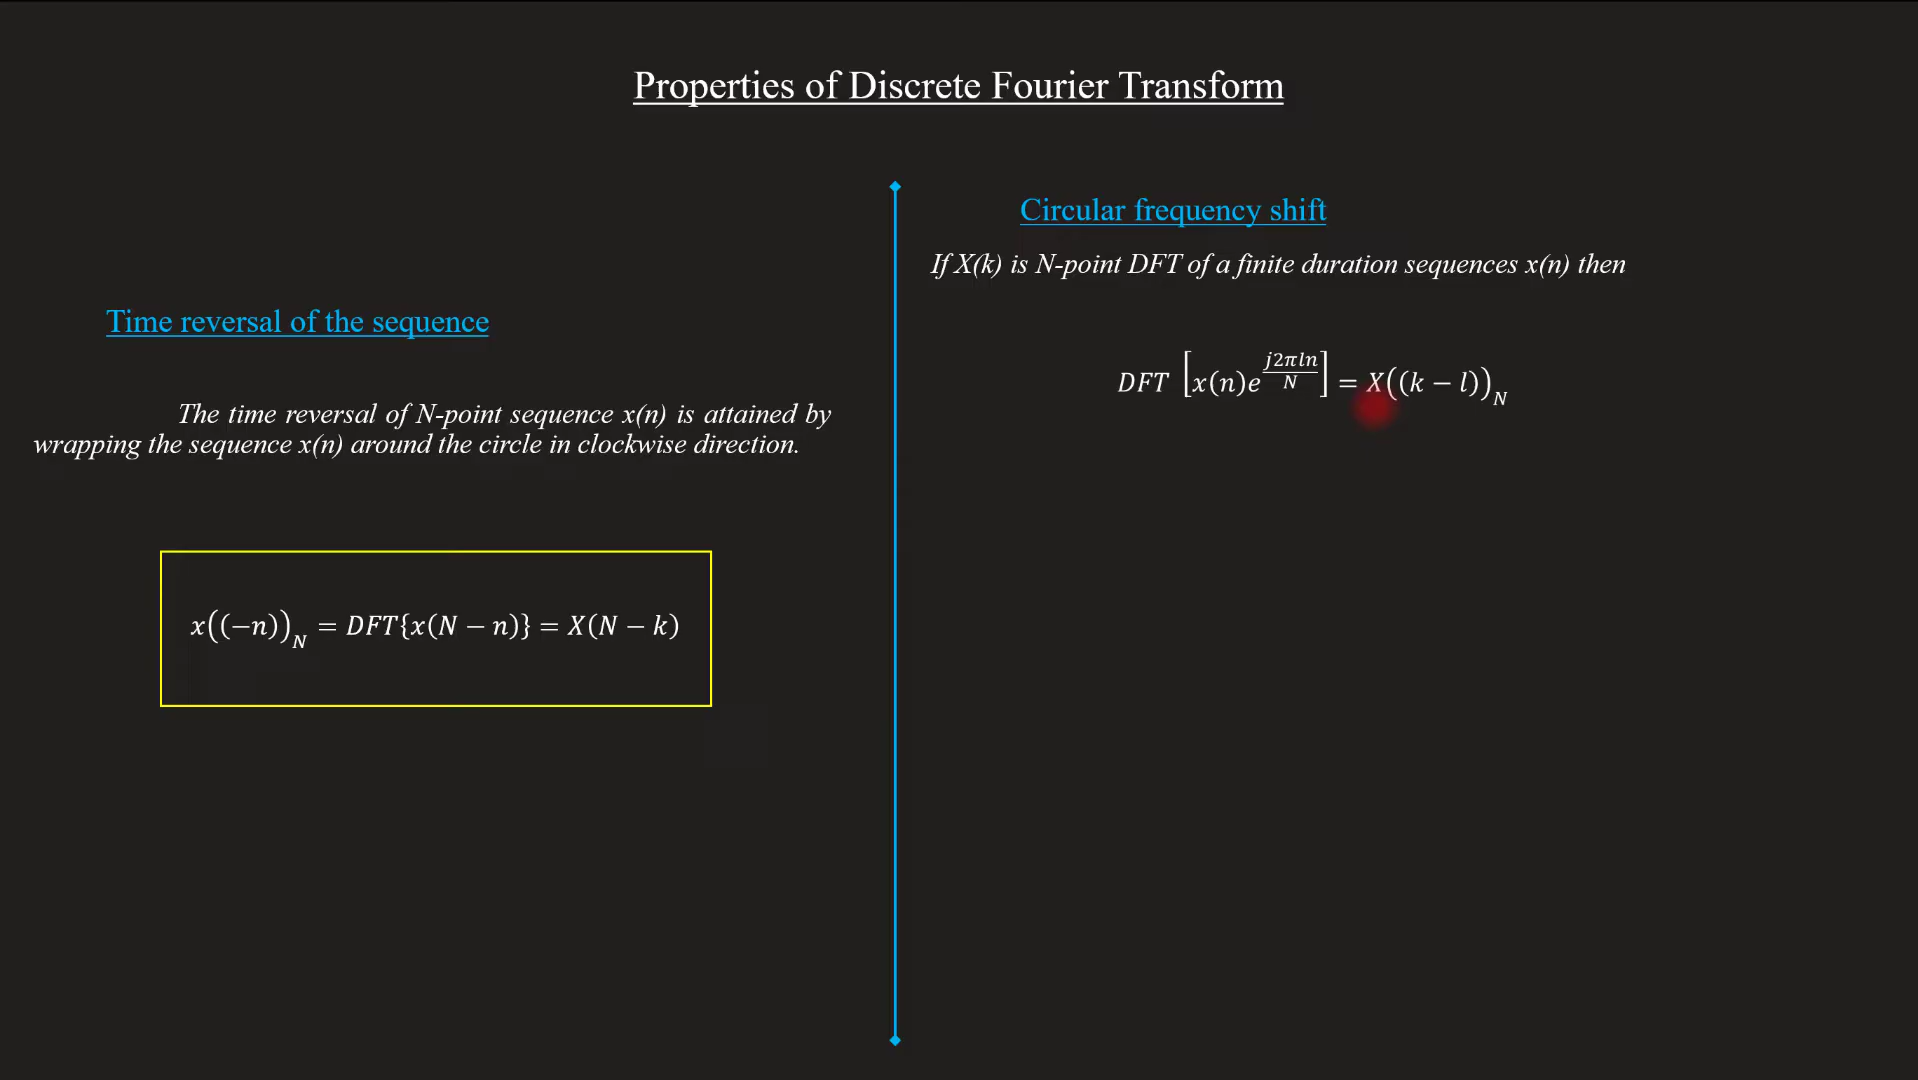 Properties of Discrete Fourier Transform
Time reversal of the sequence
The time reversal of N-point sequence x(n) is attained by
wrapping the sequence x(n) around the circle in clockwise direction.
x((−n))_N = DFT{x(N − n)} = X(N − k)
Circular frequency shift
If X(k) is N-point DFT of a finite duration sequences x(n) then
DFT [x(n)e^{\frac{j2πln}{N}}] = X((k − l))_N